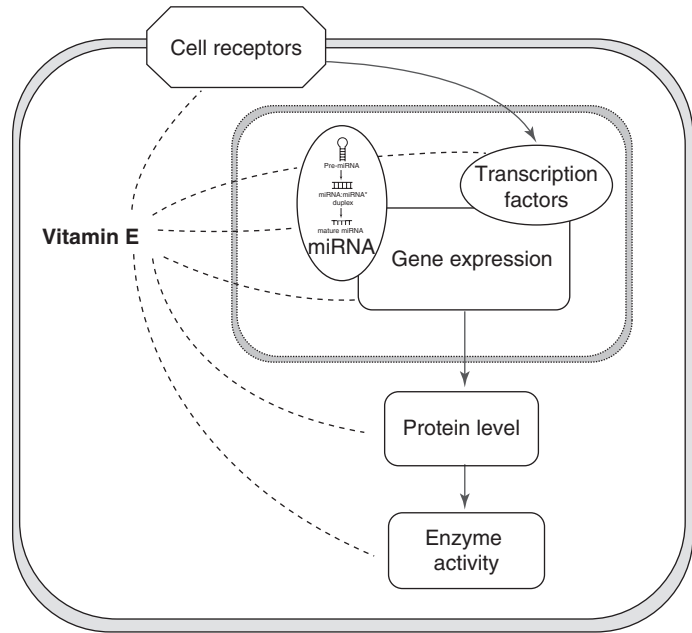 Cell receptors
Pre-miRNA
miRNA:miRNA*
duplex
mature miRNA
miRNA
Transcription
factors
Vitamin E
Gene expression
Protein level
Enzyme
activity